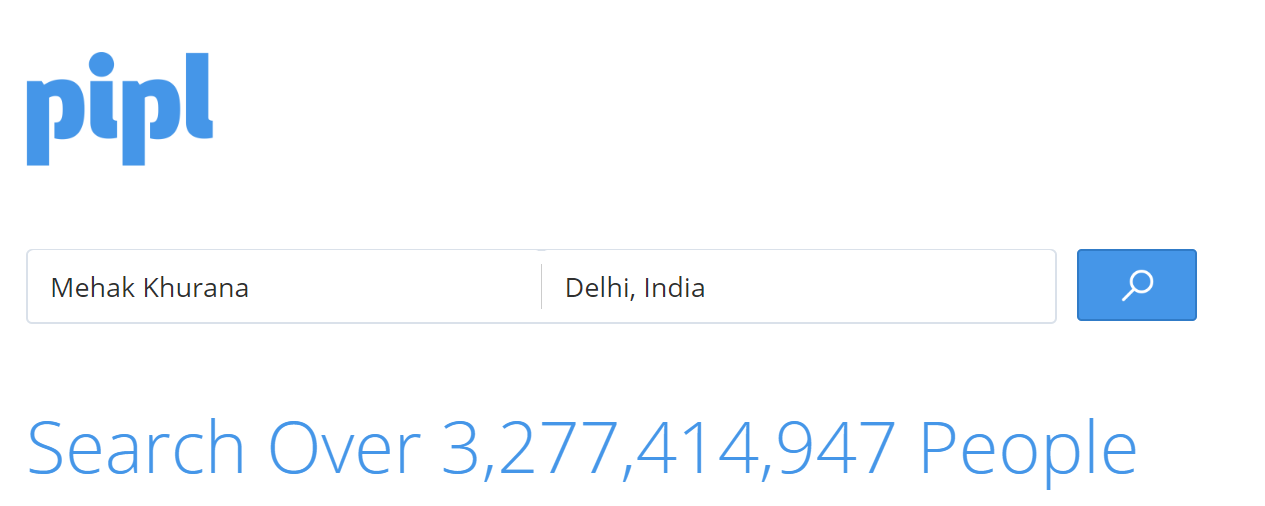 pipl
Mehak Khurana Delhi, India
Search Over 3,277,414,947 People